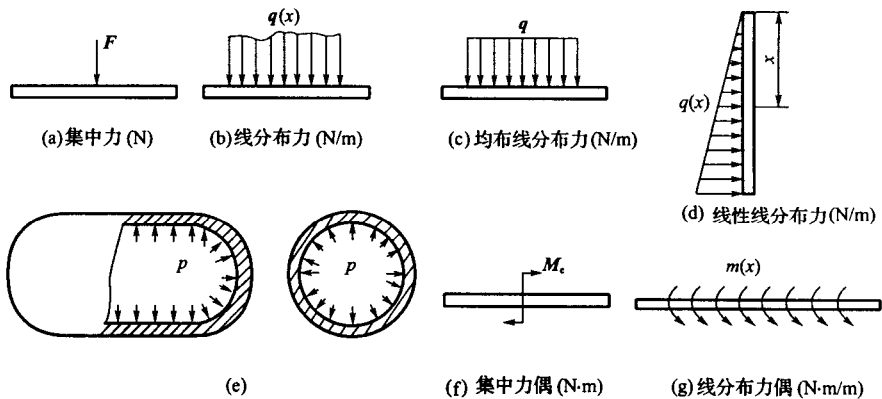 F
q(x)
q
x
q(x)
(a)集中力(N)
(b)线分布力(N/m)
(c) 均布线分布力(N/m)
(d) 线性线分布力(N/m)
p
p
Me
m(x)
(e)
(f) 集中力偶(N·m)
(g) 线分布力偶(N·m/m)